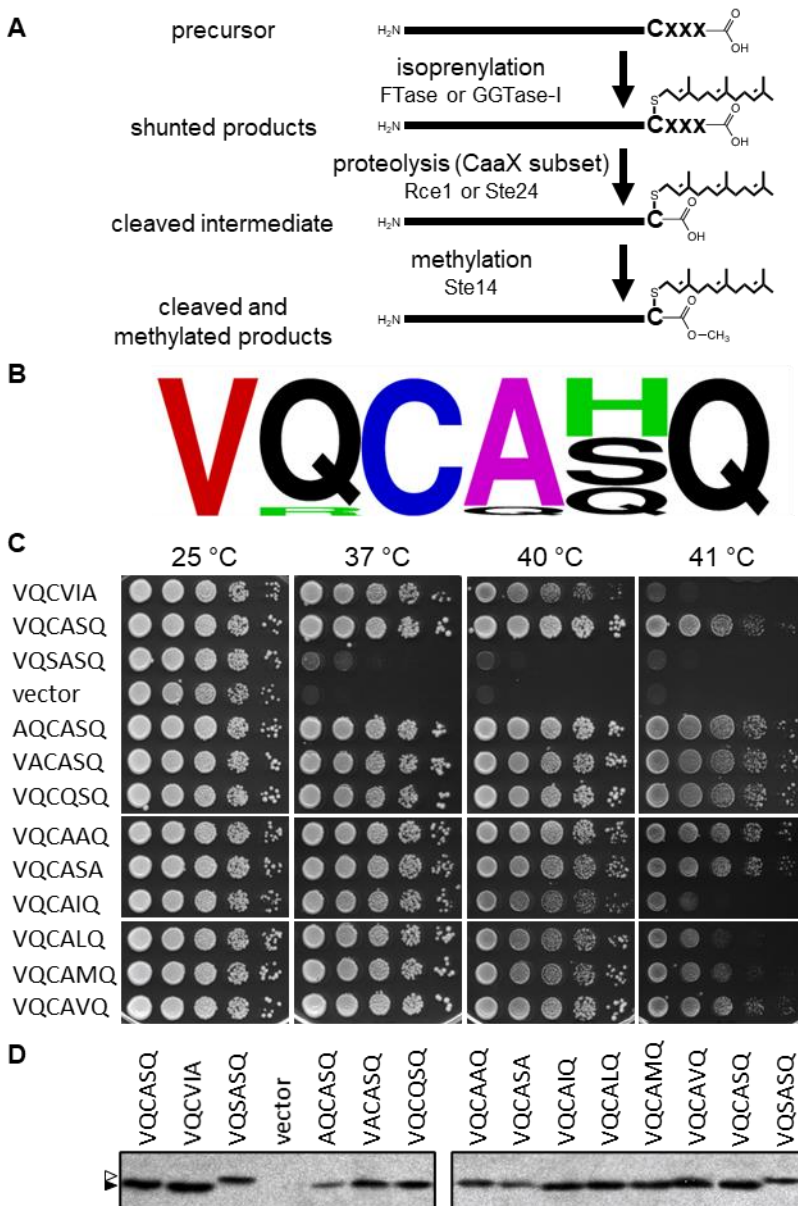 A
precursor
H₂N
Cxxx
O
OH
isoprenylation
FTase or GGTase-I
shunted products
H₂N
S
Cxxx
O
OH
proteolysis (CaaX subset)
Rce1 or Ste24
cleaved intermediate
H₂N
S
C
O
OH
methylation
Ste14
cleaved and
methylated products
H₂N
S
C
O
O–CH₃
B
VQCAHQ
S
RQQ
C
25 °C 37 °C 40 °C 41 °C
VQCVIA
VQCASQ
VQSASQ
vector
AQCASQ
VACASQ
VQCQSQ
VQCAAQ
VQCASA
VQCAIQ
VQCALQ
VQCAMQ
VQCAVQ
D
VQCASQ VQCVIA VQSASQ vector AQCASQ VACASQ VQCQSQ VQCAAQ VQCASA VQCAIQ VQCALQ VQCAMQ VQCAVQ VQCASQ VQSASQ